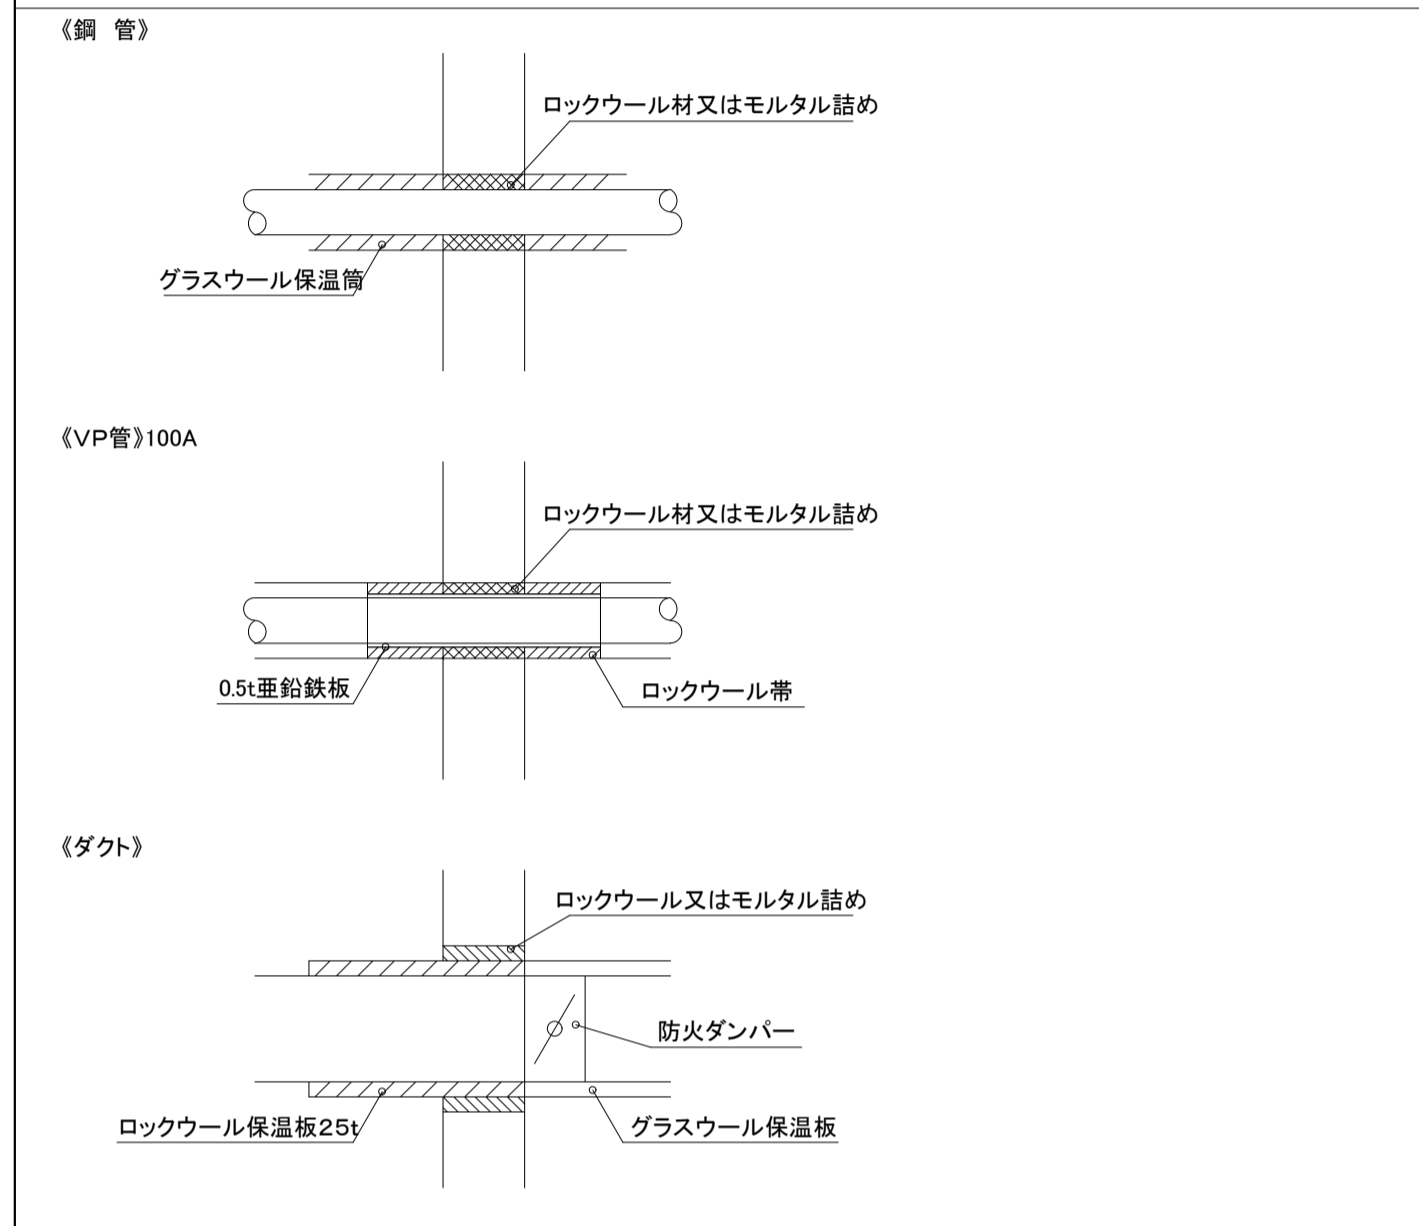 《鋼 管》
ロックウール材又はモルタル詰め
グラスウール保温筒
《VP管》100A
ロックウール材又はモルタル詰め
0.5t亜鉛鉄板
ロックウール帯
《ダクト》
ロックウール又はモルタル詰め
防火ダンパー
ロックウール保温板25t
グラスウール保温板